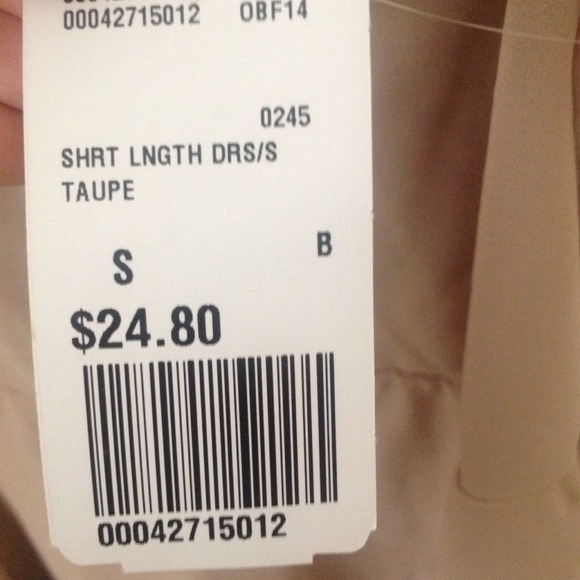 00042715012 OBF14
0245
SHRT LNGTH DRS/S
TAUPE
B
S
$24.80
00042715012